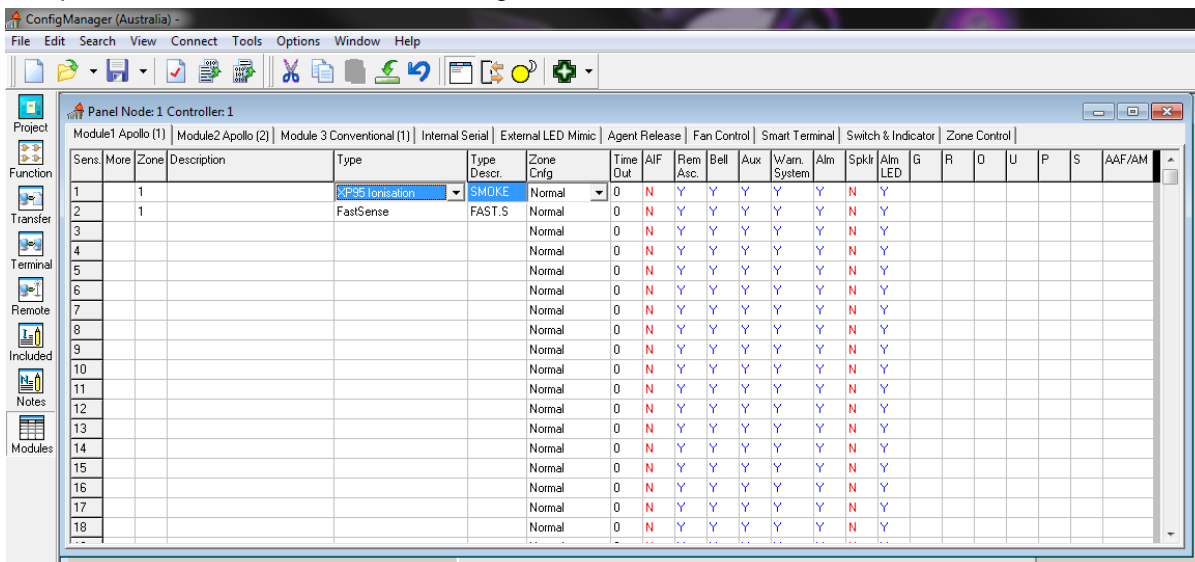 ConfigManager (Australia) -
File Edit Search View Connect Tools Options Window Help
Panel Node: 1 Controller: 1
Project
Function
Transfer
Terminal
Remote
Included
Notes
Modules
Module1 Apollo (1) Module2 Apollo (2) Module 3 Conventional (1) Internal Serial External LED Mimic Agent Release Fan Control Smart Terminal Switch & Indicator Zone Control
Sens. More Zone Description Type Type Descr. Zone Cnfg Time Out AIF Rem Asc. Bell Aux Warn. System Alm Spklr Alm LED G R O U P S AAF/AM
1 1 XP95 Ionisation SMOKE Normal 0 N Y Y Y Y Y N Y
2 1 FastSense FAST.S Normal 0 N Y Y Y Y Y N Y
3 Normal 0 N Y Y Y Y Y N Y
4 Normal 0 N Y Y Y Y Y N Y
5 Normal 0 N Y Y Y Y Y N Y
6 Normal 0 N Y Y Y Y Y N Y
7 Normal 0 N Y Y Y Y Y N Y
8 Normal 0 N Y Y Y Y Y N Y
9 Normal 0 N Y Y Y Y Y N Y
10 Normal 0 N Y Y Y Y Y N Y
11 Normal 0 N Y Y Y Y Y N Y
12 Normal 0 N Y Y Y Y Y N Y
13 Normal 0 N Y Y Y Y Y N Y
14 Normal 0 N Y Y Y Y Y N Y
15 Normal 0 N Y Y Y Y Y N Y
16 Normal 0 N Y Y Y Y Y N Y
17 Normal 0 N Y Y Y Y Y N Y
18 Normal 0 N Y Y Y Y Y N Y